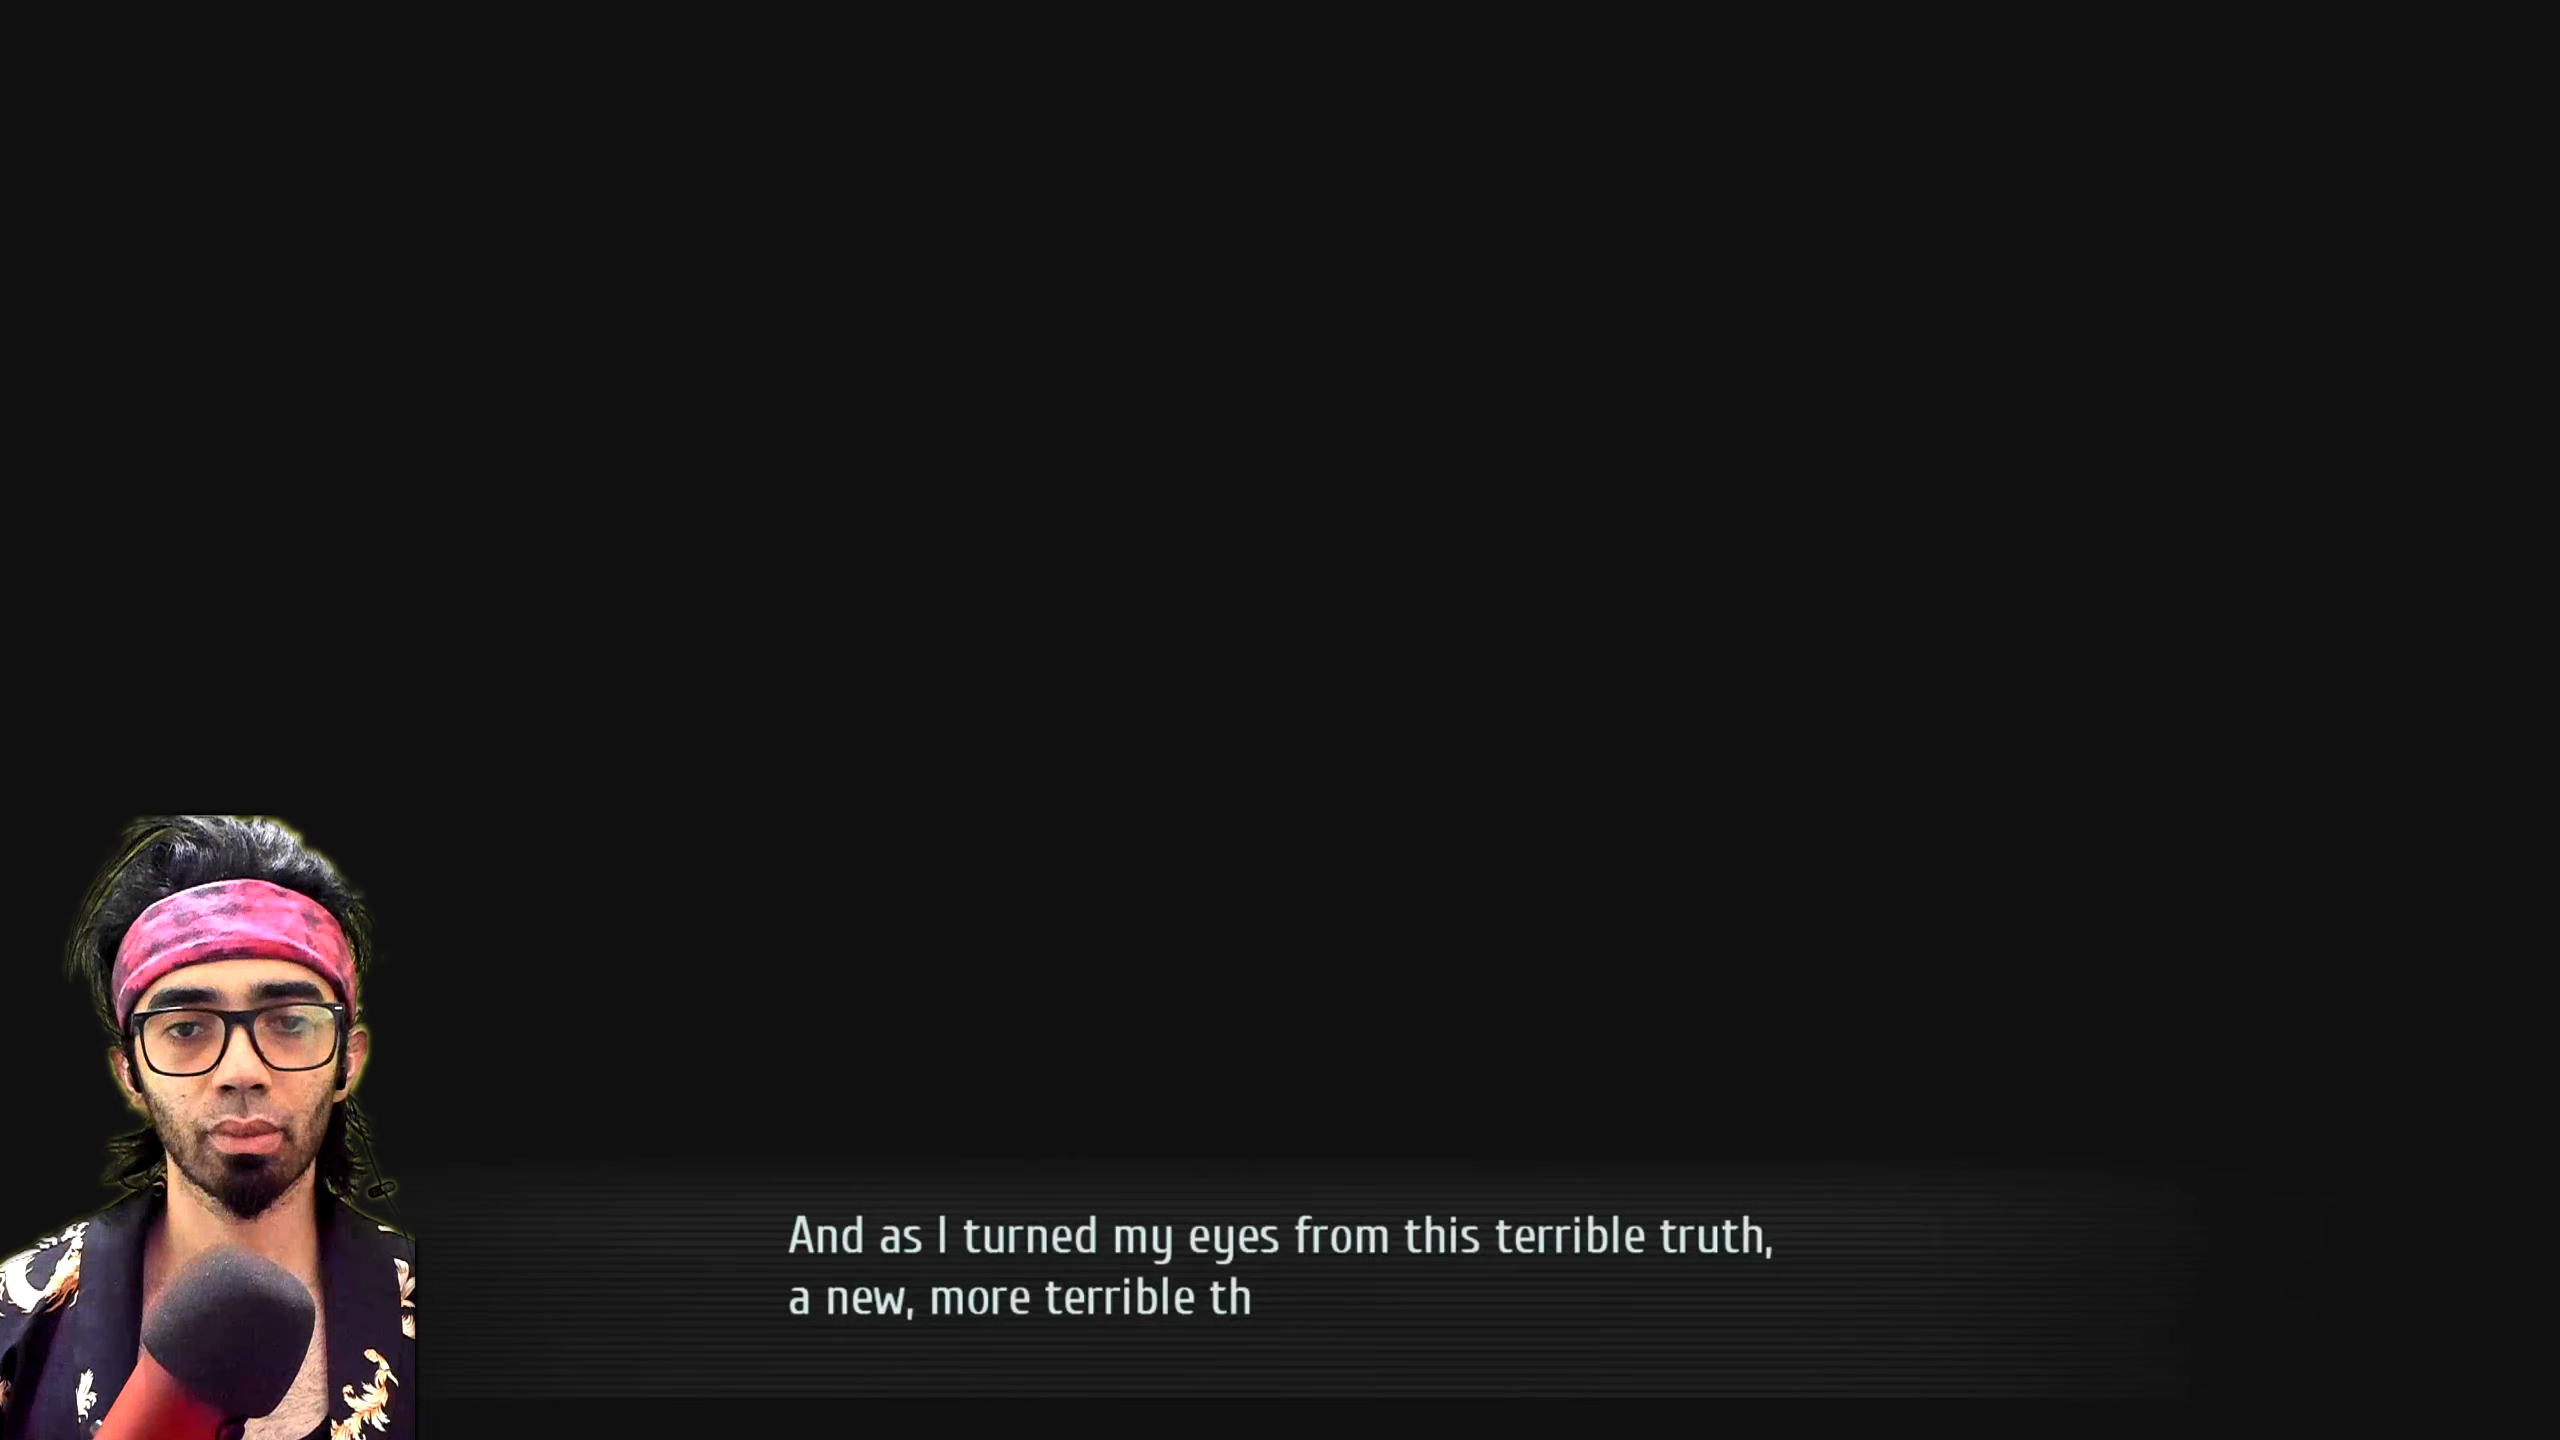 And as I turned my eyes from this terrible truth,
a new, more terrible th